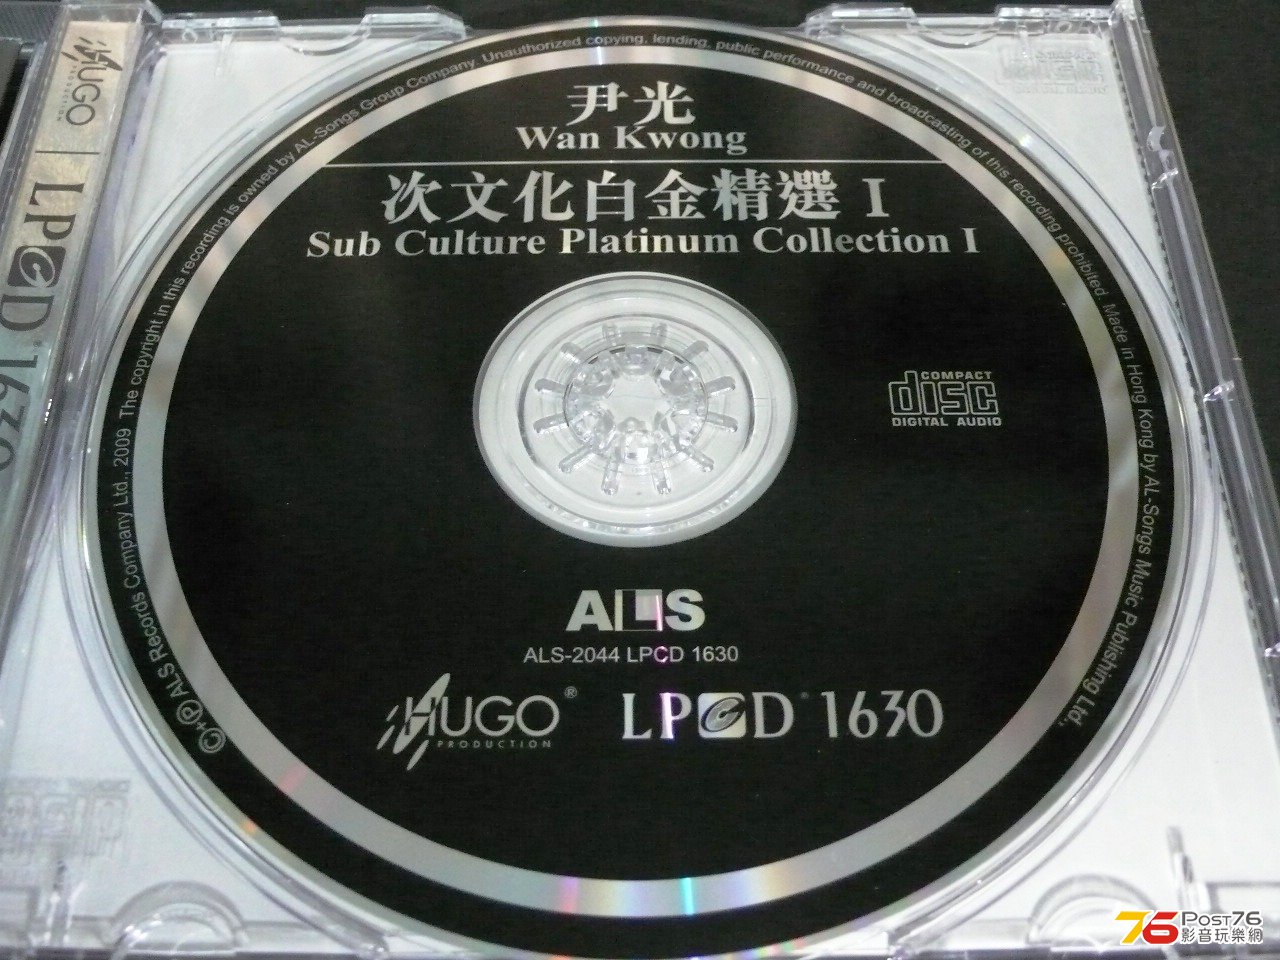 尹光
Wan Kwong
次文化白金精選 I
Sub Culture Platinum Collection I
COMPACT
disc
DIGITAL AUDIO
ALS
ALS-2044 LPCD 1630
HUGO®
PRODUCTION
LPCD® 1630
©+Ⓟ ALS Records Company Ltd., 2009 The copyright in this recording is owned by AL-Songs Group Company. Unauthorized copying, lending, public performance and broadcasting of this recording prohibited. Made in Hong Kong by AL-Songs Music Publishing Ltd.,
HUGO
PRODUCTION
LPCD® 1630
76 POST76
影音玩樂網